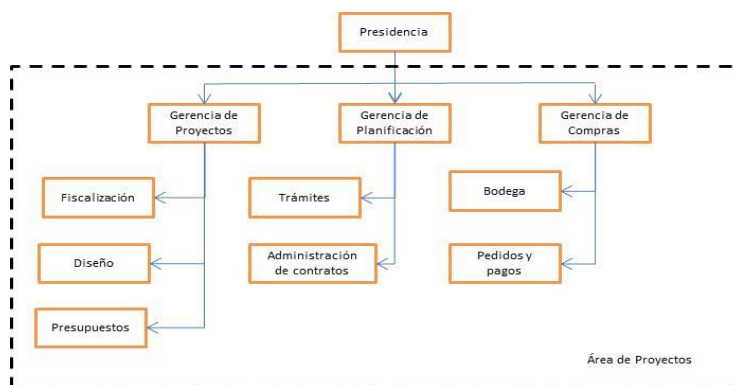 Presidencia
Gerencia de
Proyectos
Gerencia de
Planificación
Gerencia de
Compras
Fiscalización
Trámites
Bodega
Diseño
Administración
de contratos
Pedidos y
pagos
Presupuestos
Área de Proyectos